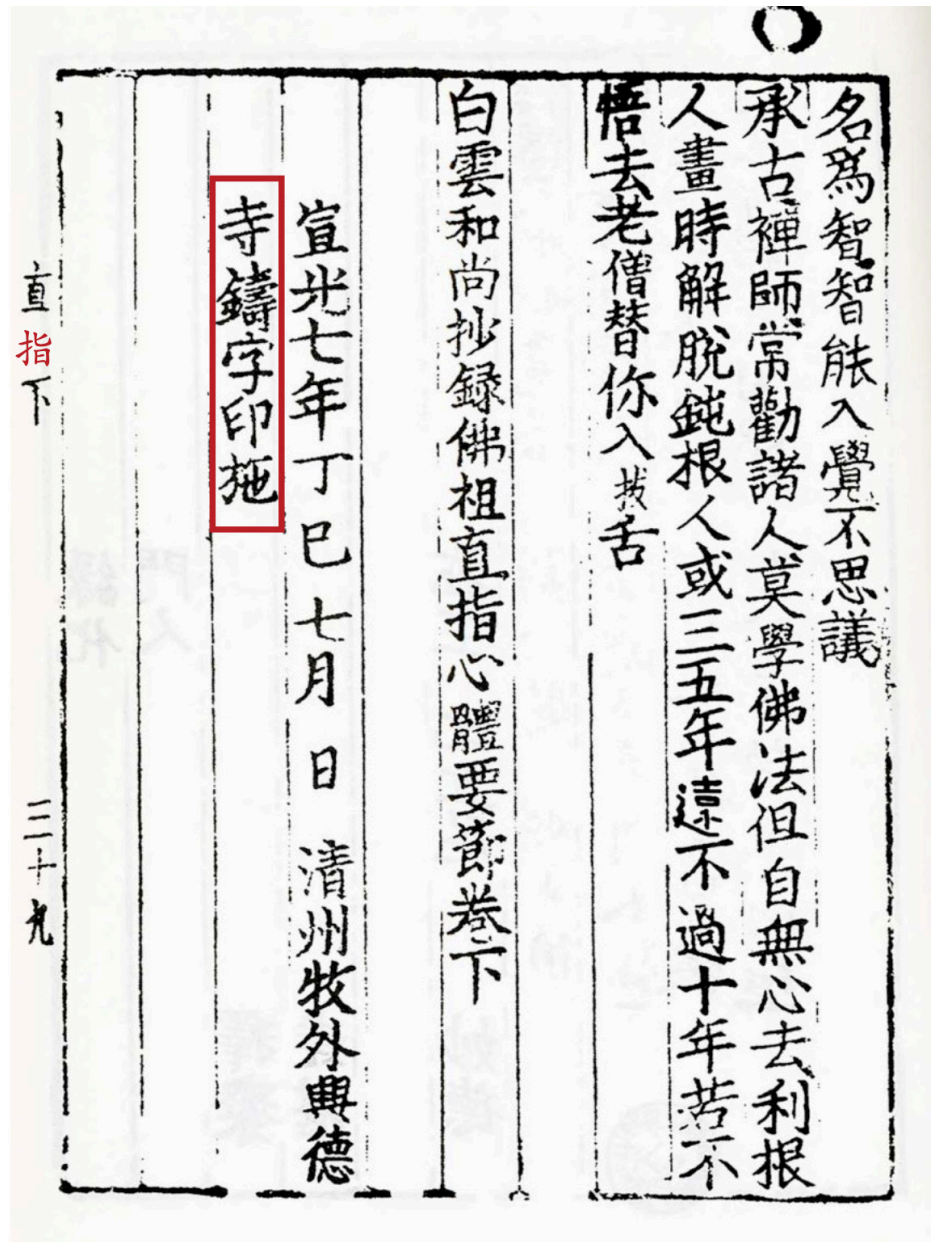 名爲智智能入覺不思議
承古禪師常勸諸人莫學佛法但自無心去利根
人畫時解脫鈍根人或三五年遠不過十年若不
悟去老僧替你入拔舌
白雲和尚抄録佛祖直指心體要節卷下
宣光七年丁巳七月 日 清州牧外興德
寺鑄字印施
直指下 三十九